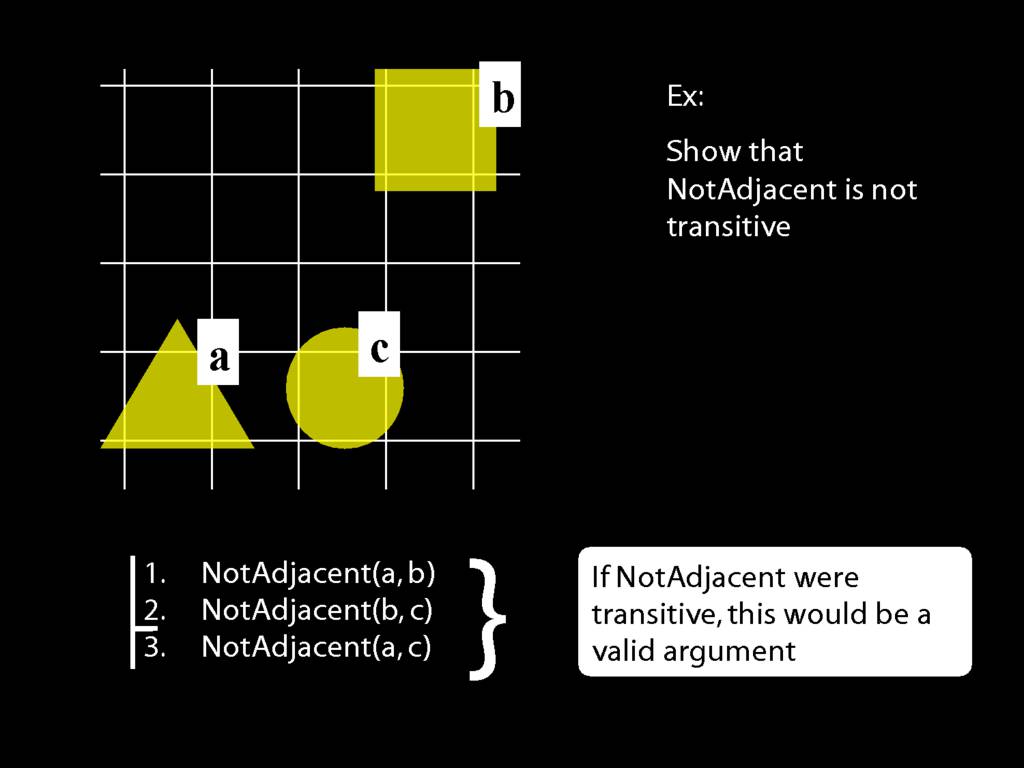 b
Ex:
Show that
NotAdjacent is not
transitive
a
c
1. NotAdjacent(a, b)
2. NotAdjacent(b, c)
3. NotAdjacent(a, c)
If NotAdjacent were
transitive, this would be a
valid argument